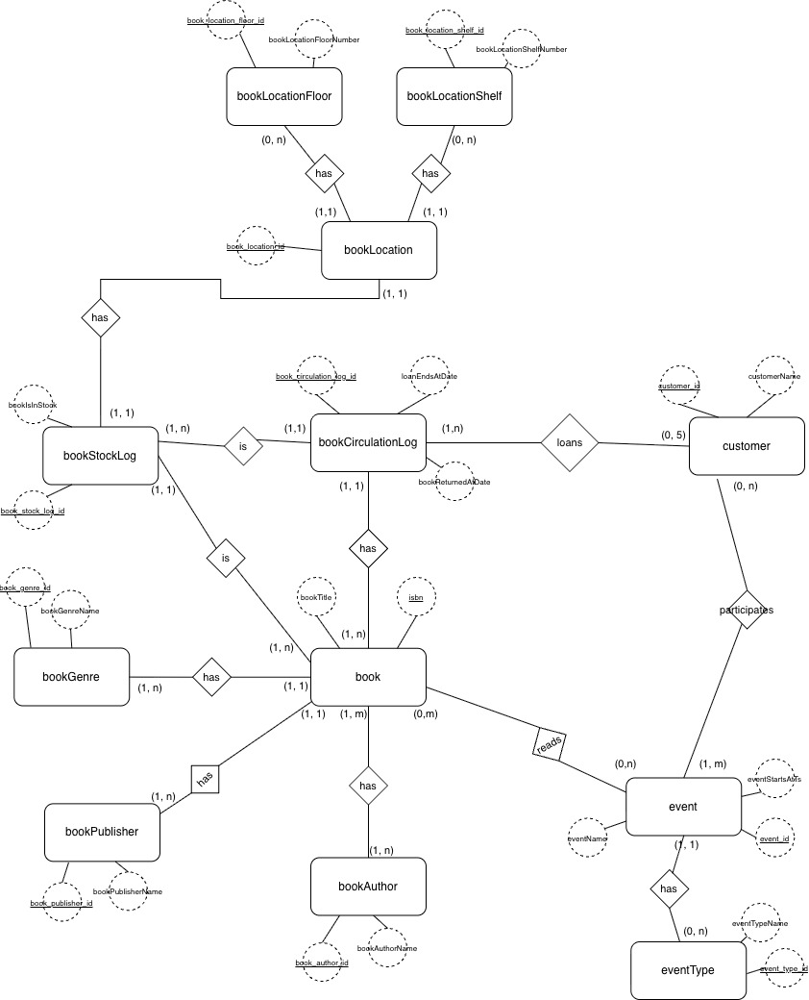 book_location_floor_id
bookLocationFloorNumber
book_location_shelf_id
bookLocationShelfNumber
bookLocationFloor
bookLocationShelf
(0, n)
(0, n)
has
has
(1,1)
(1, 1)
book_location_id
bookLocation
(1, 1)
has
book_circulation_log_id
loanEndsAtDate
customer_id
customerName
bookIsInStock
(1, 1)
(1, n)
(1,1)
(1,n)
(0, 5)
bookStockLog
is
bookCirculationLog
loans
customer
bookReturnedAtDate
(1, 1)
(1, 1)
(0, n)
book_stock_log_id
is
has
book_genre_id
bookGenreName
bookTitle
isbn
participates
(1, n)
(1, n)
bookGenre
has
book
(1, n)
(1, 1)
(1, 1)
(1, m)
(0,m)
reads
has
has
(0,n)
(1, m)
(1, n)
eventStartsAtTs
event
bookPublisher
eventName
event_id
(1, 1)
(1, n)
book_publisher_id
bookPublisherName
bookAuthor
has
eventTypeName
(0, n)
book_author_id
bookAuthorName
eventType
event_type_id